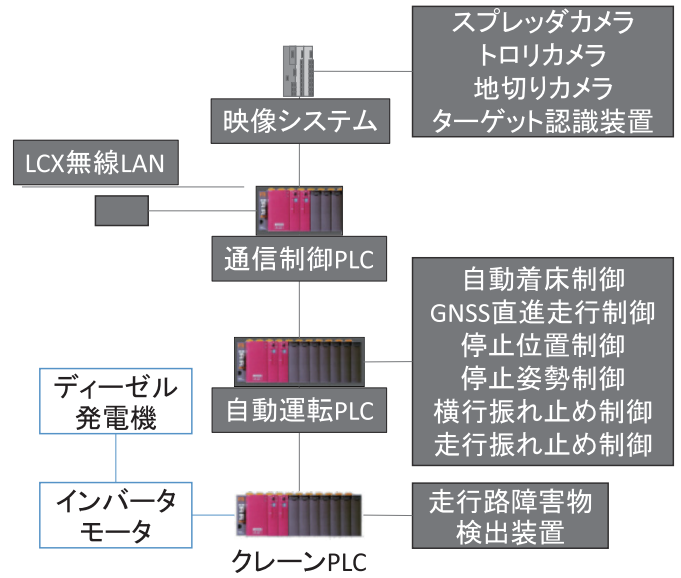 スプレッダカメラ
トロリカメラ
地切りカメラ
ターゲット認識装置
映像システム
LCX無線LAN
通信制御PLC
自動着床制御
GNSS直進走行制御
停止位置制御
停止姿勢制御
横行振れ止め制御
走行振れ止め制御
自動運転PLC
ディーゼル
発電機
インバータ
モータ
走行路障害物
検出装置
クレーンPLC